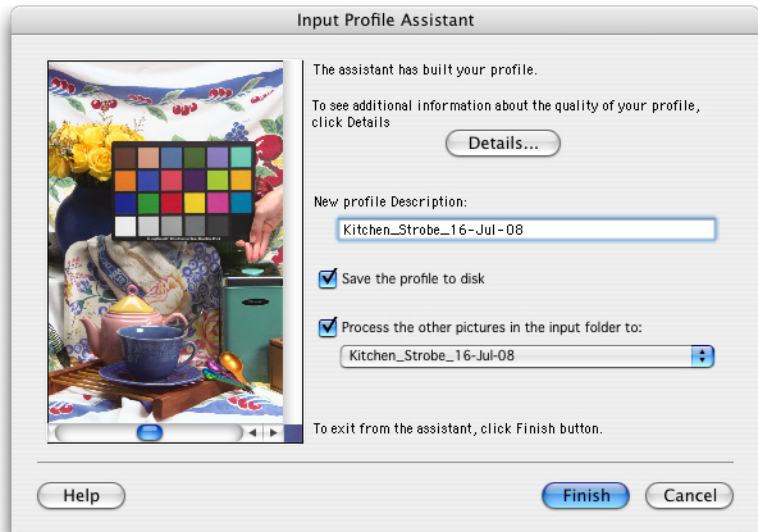 Input Profile Assistant
The assistant has built your profile.
To see additional information about the quality of your profile,
click Details
Details...
New profile Description:
Kitchen_Strobe_16-Jul-08
Save the profile to disk
Process the other pictures in the input folder to:
Kitchen_Strobe_16-Jul-08
To exit from the assistant, click Finish button.
Help
Finish
Cancel